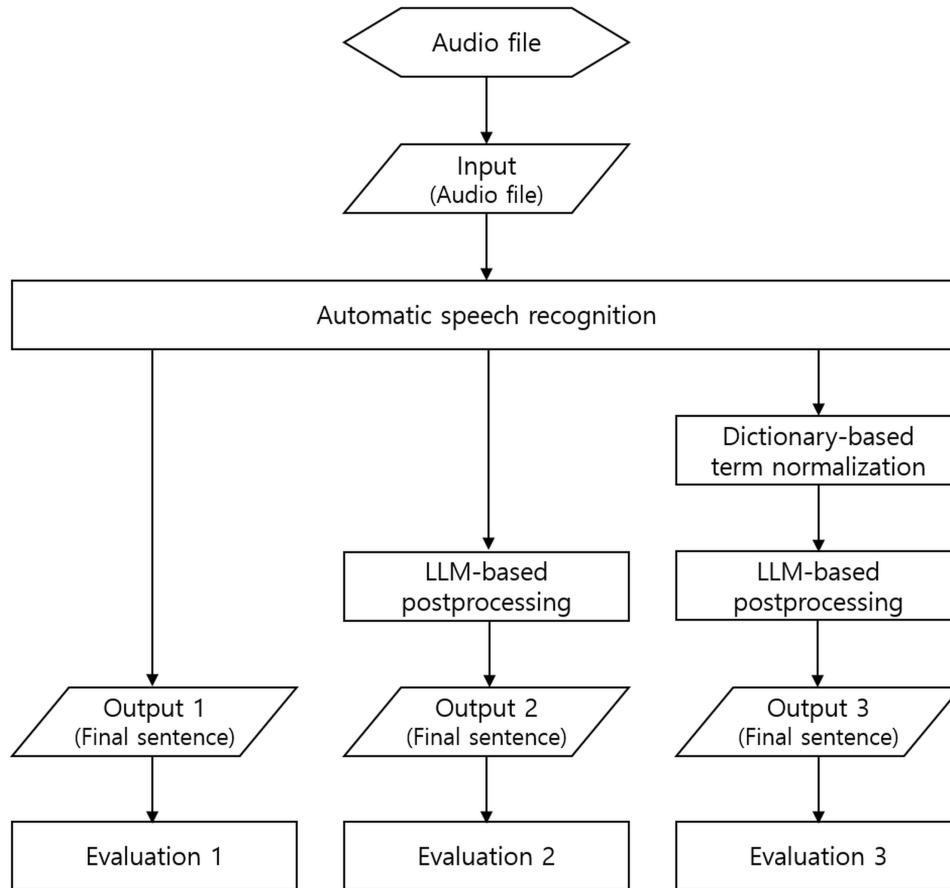 Audio file
Input
(Audio file)
Automatic speech recognition
Dictionary-based
term normalization
LLM-based
postprocessing
LLM-based
postprocessing
Output 1
(Final sentence)
Output 2
(Final sentence)
Output 3
(Final sentence)
Evaluation 1
Evaluation 2
Evaluation 3